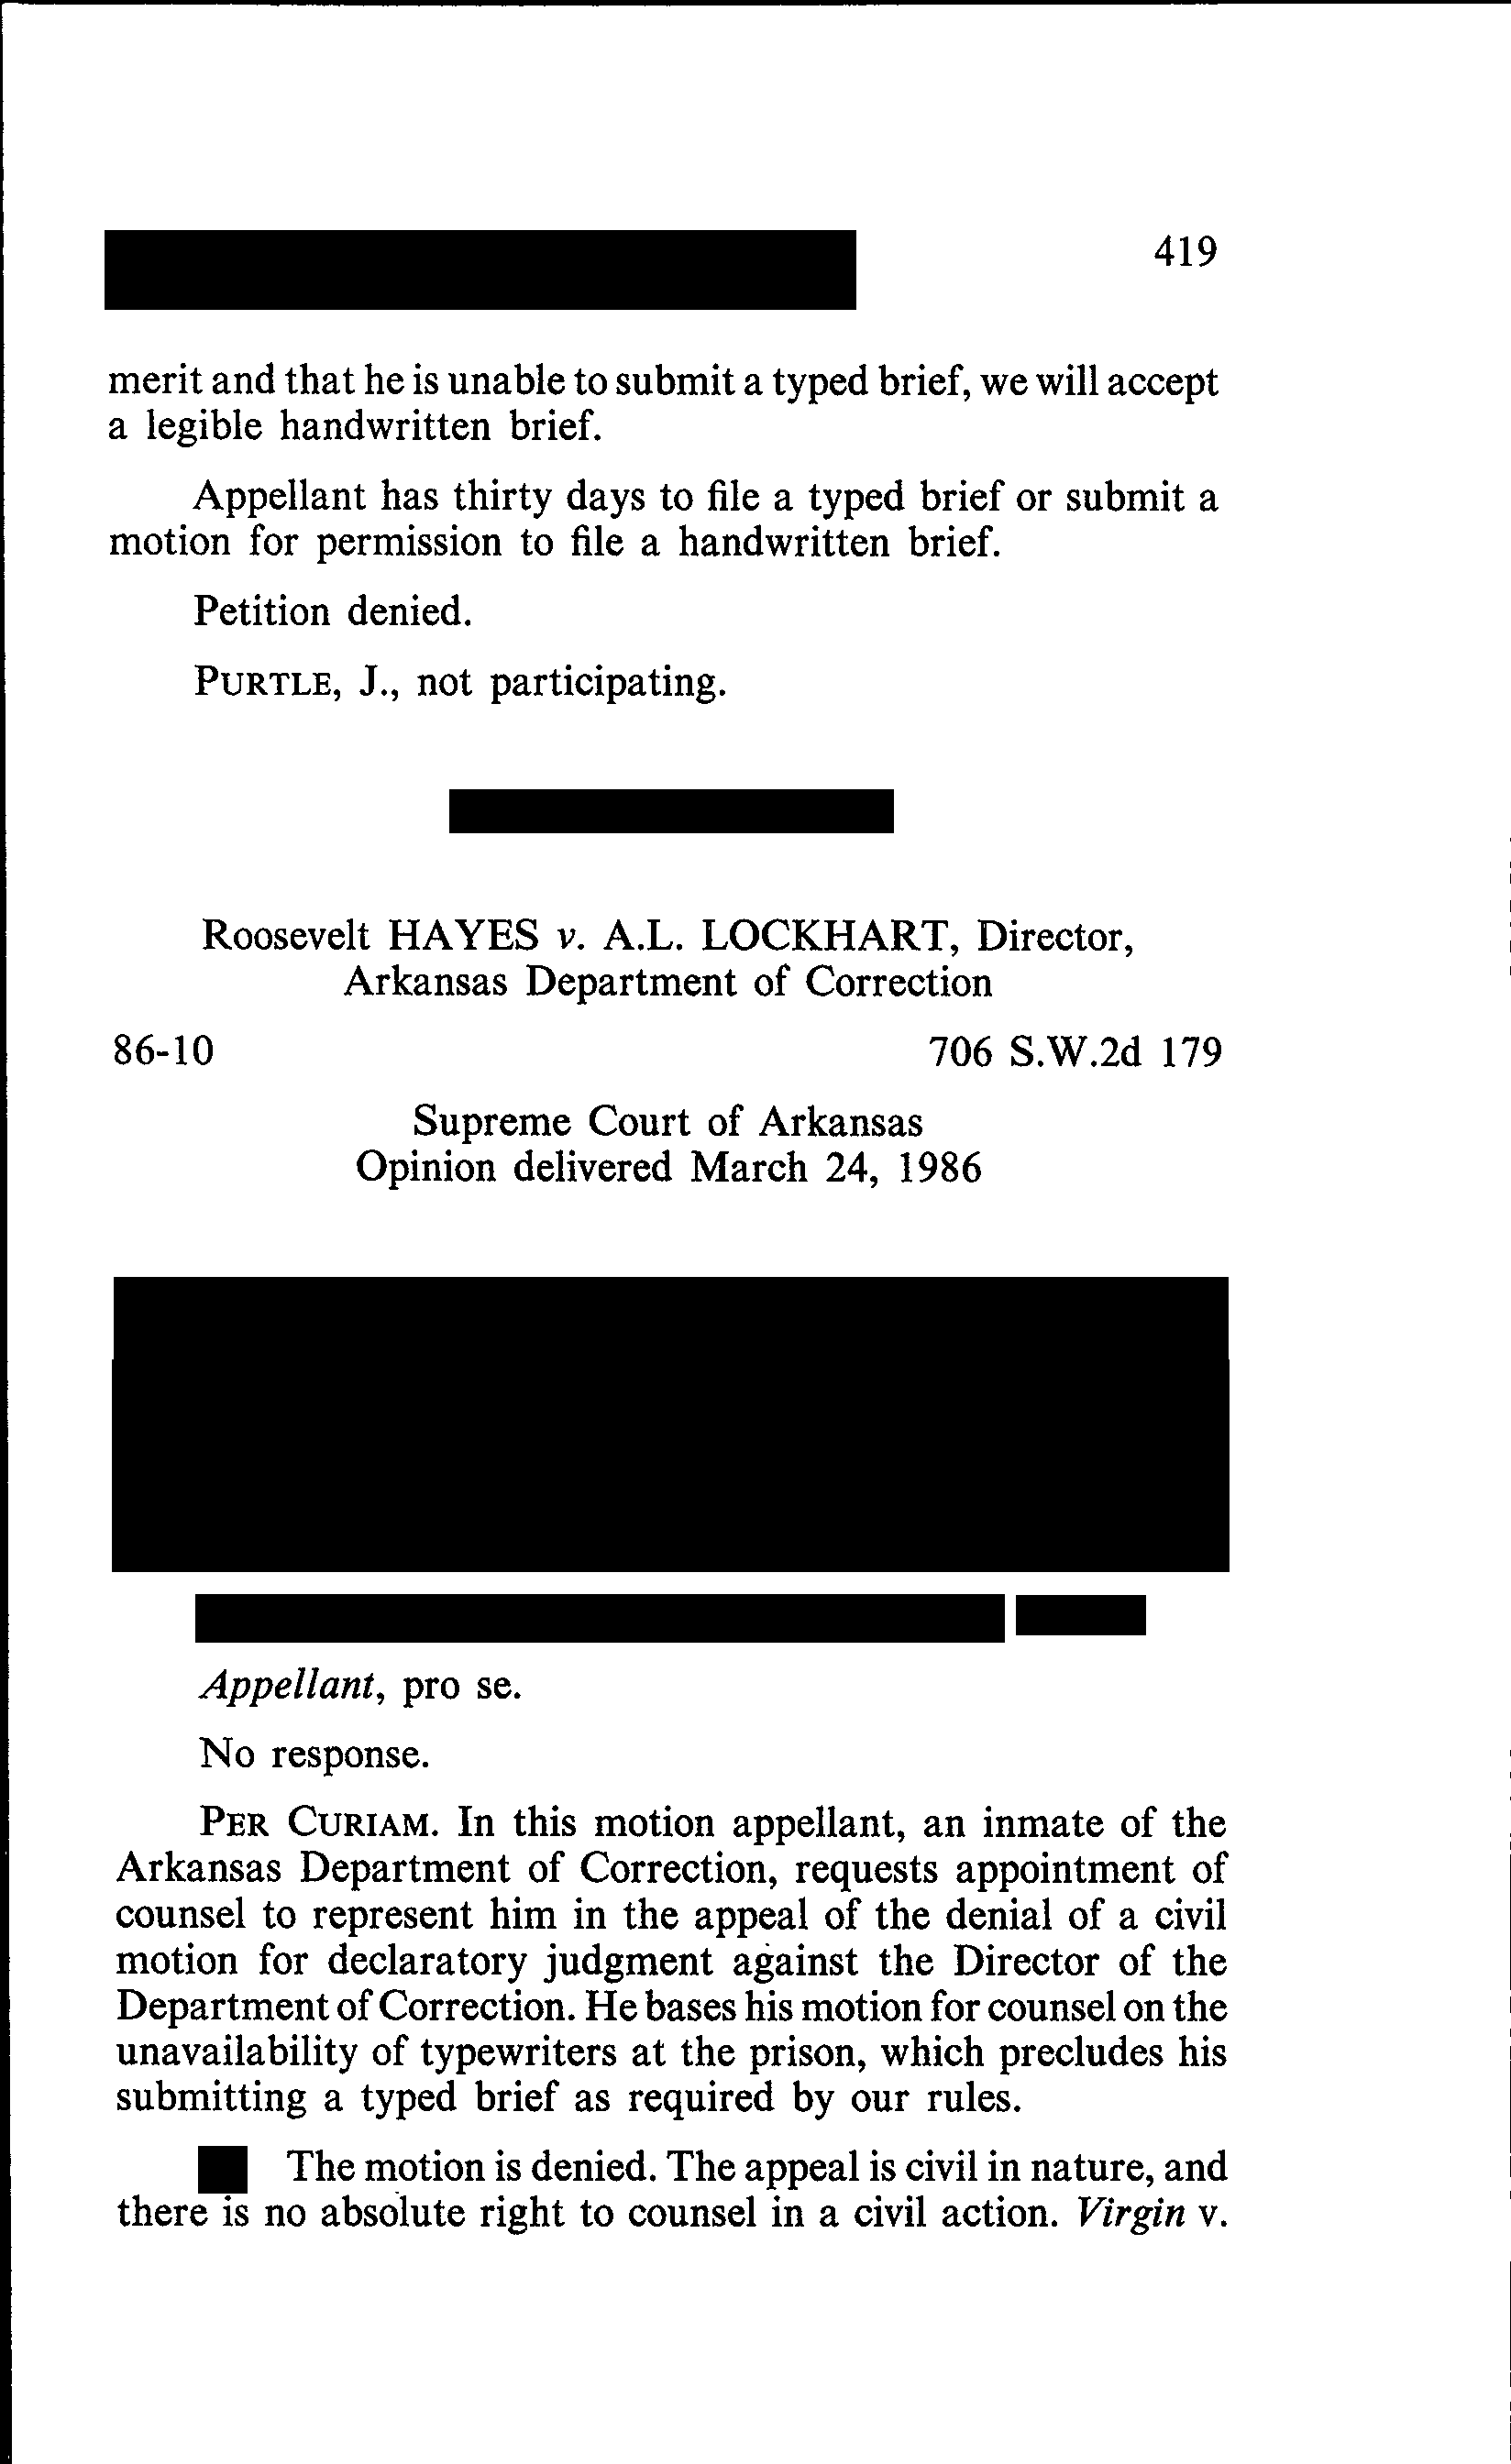 419
merit and that he is unable to submit a typed brief, we will accept
a legible handwritten brief.
Appellant has thirty days to file a typed brief or submit a
motion for permission to file a handwritten brief.
Petition denied.
PURTLE, J., not participating.
Roosevelt HAYES v. A.L. LOCKHART, Director,
Arkansas Department of Correction
86-10 706 S.W.2d 179
Supreme Court of Arkansas
Opinion delivered March 24, 1986
Appellant, pro se.
No response.
PER CURIAM. In this motion appellant, an inmate of the
Arkansas Department of Correction, requests appointment of
counsel to represent him in the appeal of the denial of a civil
motion for declaratory judgment against the Director of the
Department of Correction. He bases his motion for counsel on the
unavailability of typewriters at the prison, which precludes his
submitting a typed brief as required by our rules.
The motion is denied. The appeal is civil in nature, and
there is no absolute right to counsel in a civil action. Virgin v.